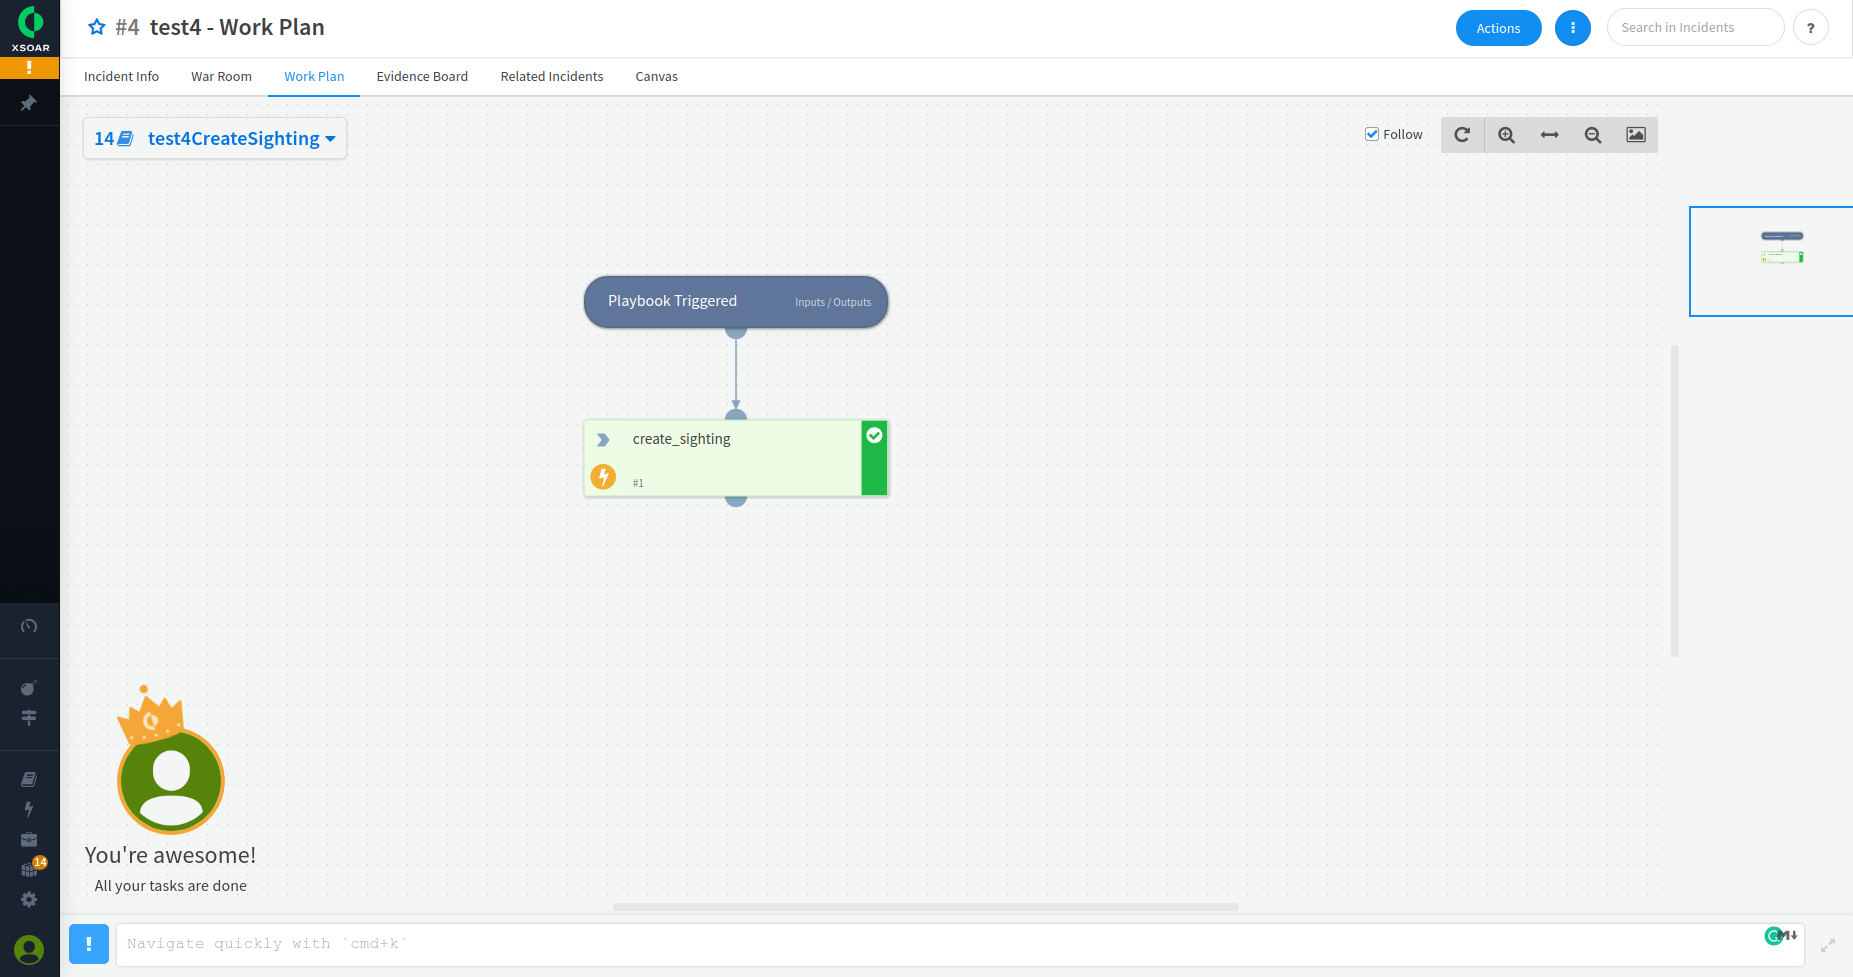 XSOAR
#4 test4 - Work Plan
Actions
Search in Incidents
?
Incident Info
War Room
Work Plan
Evidence Board
Related Incidents
Canvas
14 test4CreateSighting
Follow
Playbook Triggered
Inputs / Outputs
create_sighting
#1
You're awesome!
All your tasks are done
14
!
Navigate quickly with `cmd+k`
M